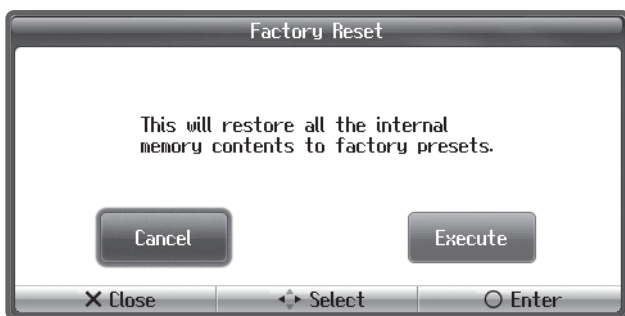 Factory Reset
This will restore all the internal
memory contents to factory presets.
Cancel
Execute
Close
Select
Enter